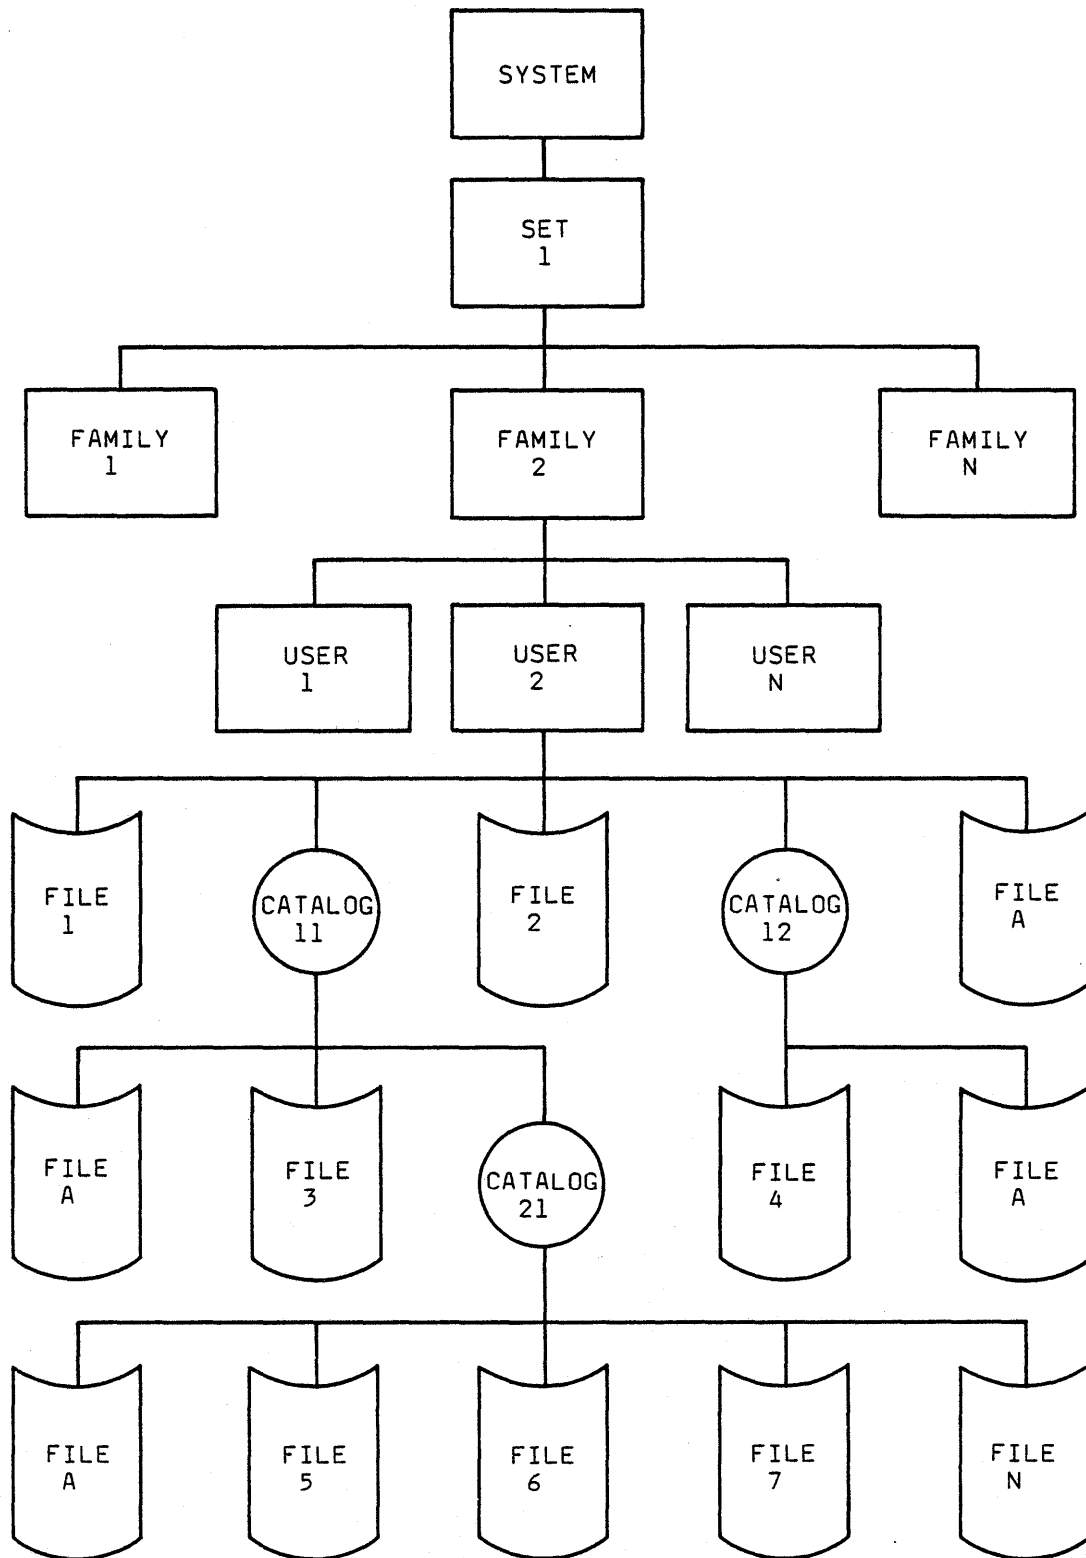 SYSTEM
SET
1
FAMILY
1
FAMILY
2
FAMILY
N
USER
1
USER
2
USER
N
FILE
1
CATALOG
11
FILE
2
CATALOG
12
FILE
A
FILE
A
FILE
3
CATALOG
21
FILE
4
FILE
A
FILE
A
FILE
5
FILE
6
FILE
7
FILE
N